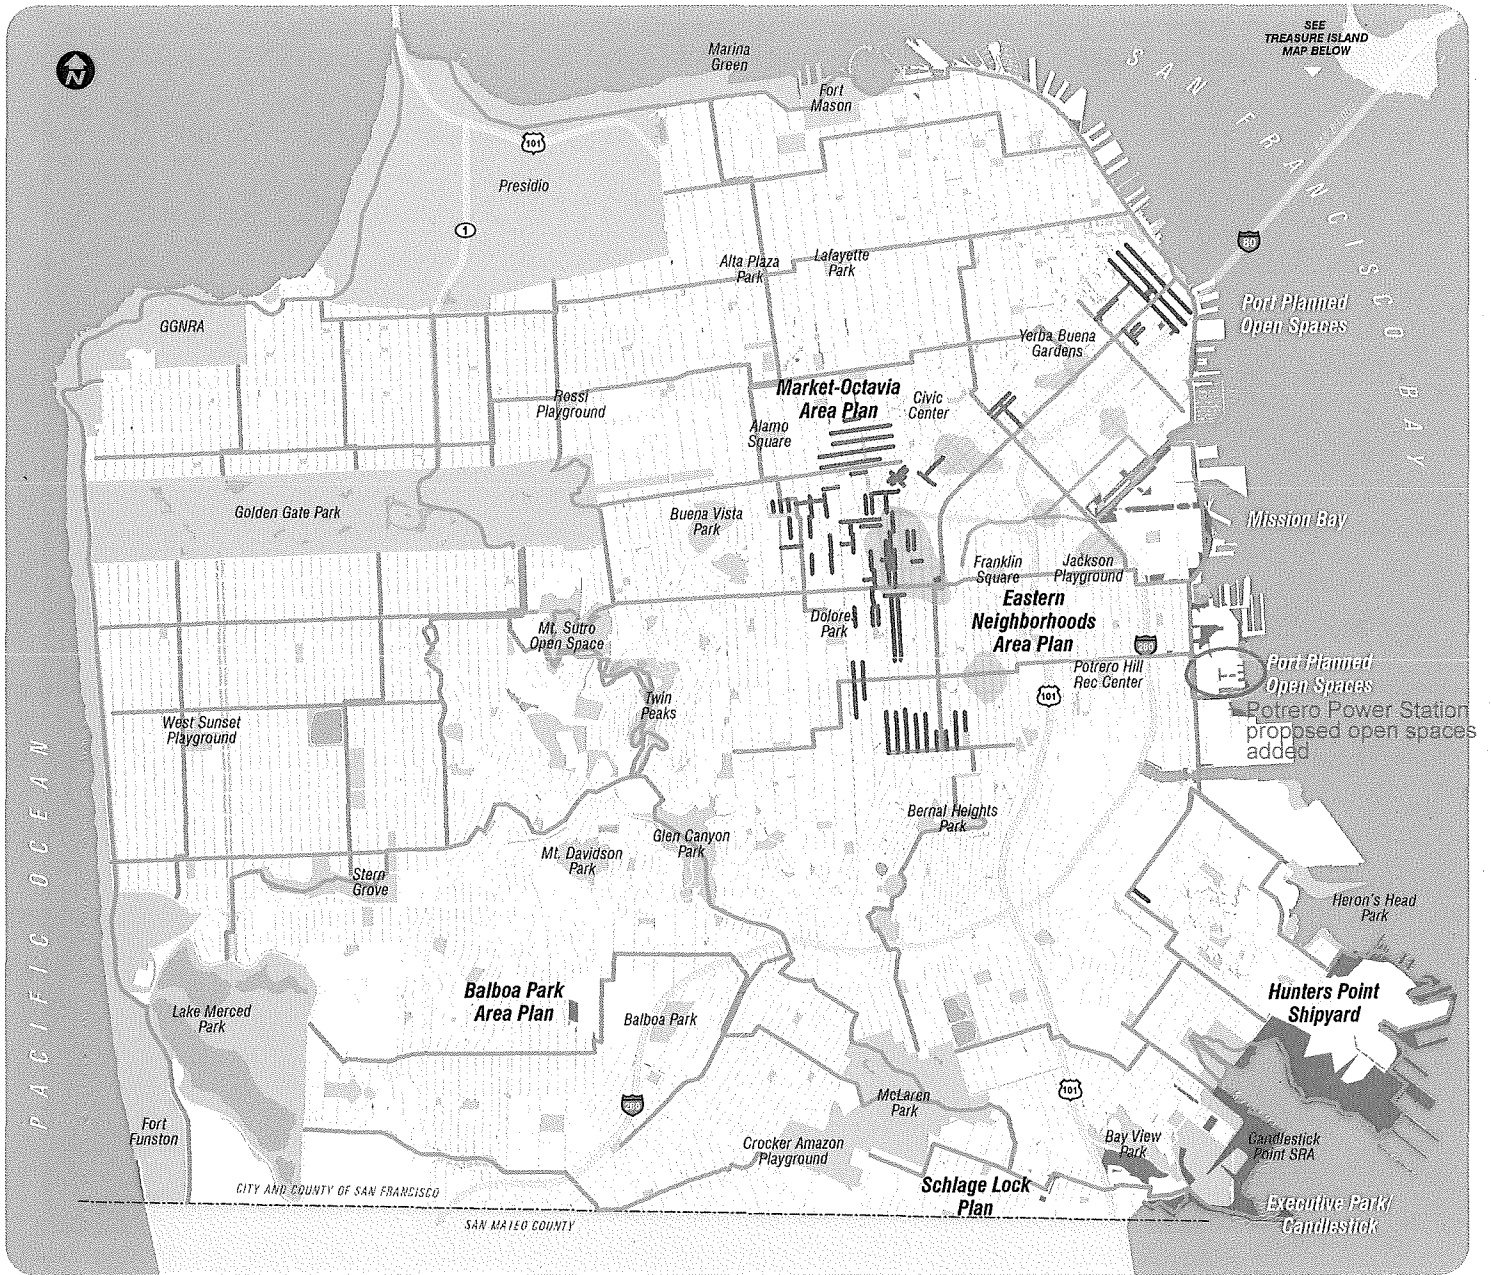 SEE
TREASURE ISLAND
MAP BELOW
SAN FRANCISCO BAY
N
Marina
Green
Fort
Mason
101
Presidio
1
80
Alta Plaza
Park
Lafayette
Park
GGNRA
Port Planned
Open Spaces
Yerba Buena
Gardens
Rossi
Playground
Market-Octavia
Area Plan
Civic
Center
Alamo
Square
Golden Gate Park
Buena Vista
Park
Mission Bay
Franklin
Square
Jackson
Playground
Eastern
Neighborhoods
Area Plan
Mt. Sutro
Open Space
Dolores
Park
280
Potrero Hill
Rec Center
101
Port Planned
Open Spaces
Potrero Power Station
proposed open spaces
added
Twin
Peaks
West Sunset
Playground
PACIFIC OCEAN
Bernal Heights
Park
Glen Canyon
Park
Mt. Davidson
Park
Stern
Grove
Heron's Head
Park
Lake Merced
Park
Balboa Park
Area Plan
Balboa Park
Hunters Point
Shipyard
280
101
McLaren
Park
Fort
Funston
Crocker Amazon
Playground
Bay View
Park
Candlestick
Point SRA
Schlage Lock
Plan
Executive Park/
Candlestick
CITY AND COUNTY OF SAN FRANCISCO
SAN MATEO COUNTY